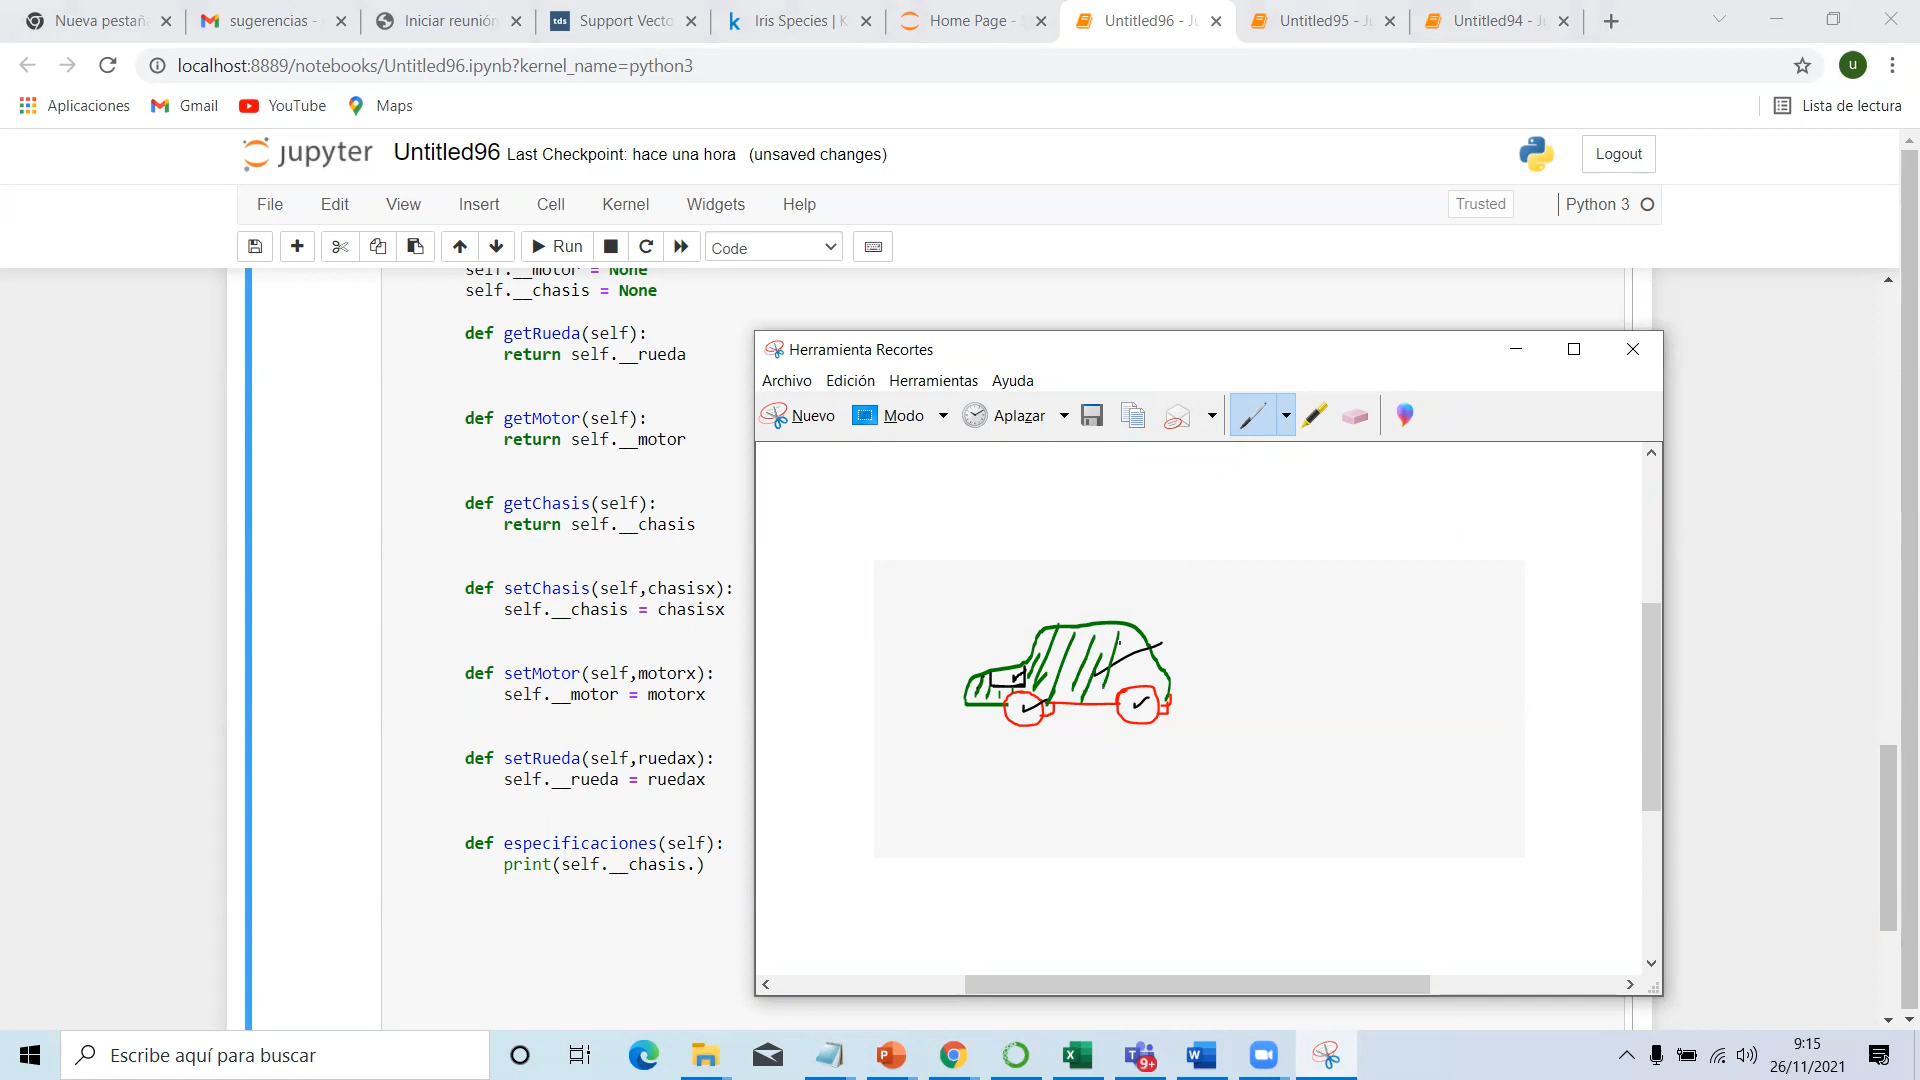 Nueva pestaña
sugerencias -
Iniciar reunión
tds Support Vecto
k Iris Species | K
Home Page -
Untitled96 - Ju
Untitled95 - J
Untitled94 - Ju
localhost:8889/notebooks/Untitled96.ipynb?kernel_name=python3
u
Aplicaciones Gmail YouTube Maps Lista de lectura
jupyter Untitled96 Last Checkpoint: hace una hora (unsaved changes) Logout
File Edit View Insert Cell Kernel Widgets Help Trusted Python 3
Run Code
self.__motor = None
self.__chasis = None
def getRueda(self):
return self.__rueda
def getMotor(self):
return self.__motor
def getChasis(self):
return self.__chasis
def setChasis(self,chasisx):
self.__chasis = chasisx
def setMotor(self,motorx):
self.__motor = motorx
def setRueda(self,ruedax):
self.__rueda = ruedax
def especificaciones(self):
print(self.__chasis.)
Herramienta Recortes
Archivo Edición Herramientas Ayuda
Nuevo Modo Aplazar
Escribe aquí para buscar
9+
9:15
26/11/2021